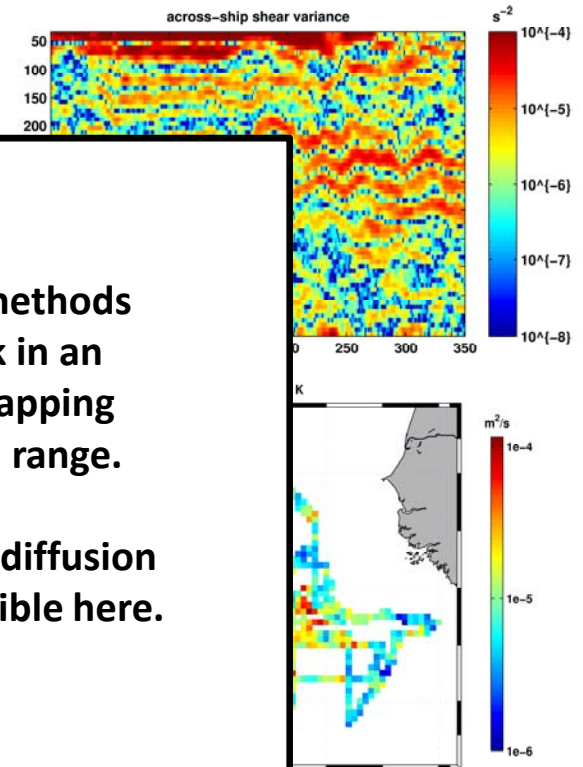 across-ship shear variance
s⁻²
50
100
150
200
10^{-4}
10^{-5}
10^{-6}
10^{-7}
10^{-8}
250 300 350
in an
apping
range.
diffusion
ible here.
K
m²/s
1e-4
1e-5
1e-6